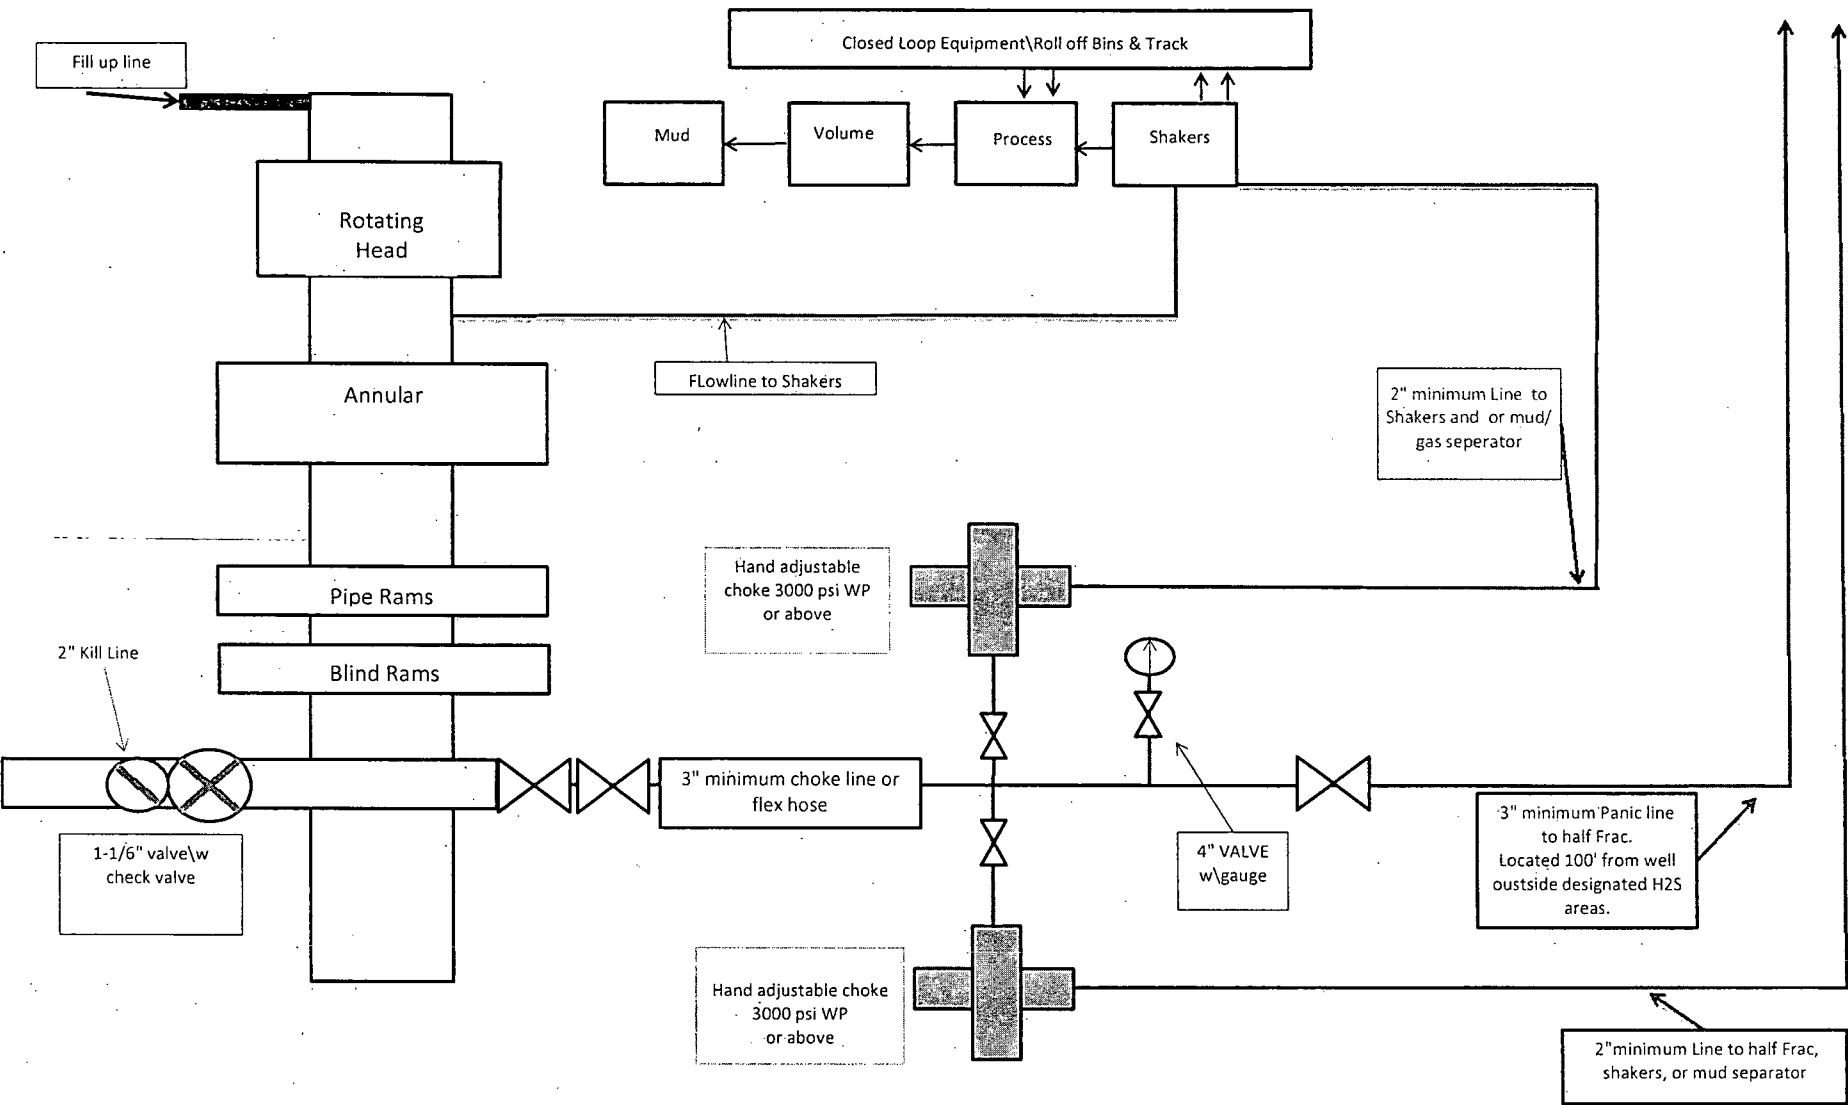 Closed Loop Equipment\Roll off Bins & Track
Fill up line
Mud
Volume
Process
Shakers
Rotating
Head
FLowline to Shakers
Annular
2" minimum Line to
Shakers and or mud/
gas seperator
Hand adjustable
choke 3000 psi WP
or above
Pipe Rams
2" Kill Line
Blind Rams
3" minimum choke line or
flex hose
1-1/6" valve\w
check valve
4" VALVE
w\gauge
3" minimum Panic line
to half Frac.
Located 100' from well
oustside designated H2S
areas.
Hand adjustable choke
3000 psi WP
or above
2"minimum Line to half Frac,
shakers, or mud separator